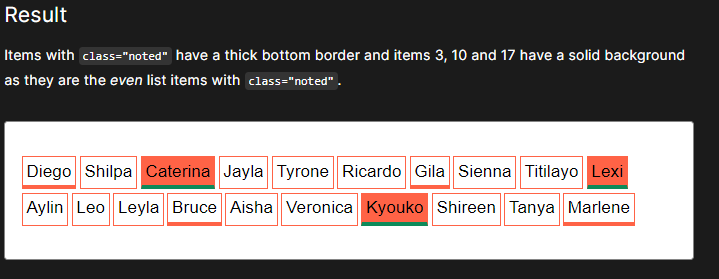 Result
Items with class="noted" have a thick bottom border and items 3, 10 and 17 have a solid background
as they are the even list items with class="noted".
Diego Shilpa Caterina Jayla Tyrone Ricardo Gila Sienna Titilayo Lexi
Aylin Leo Leyla Bruce Aisha Veronica Kyouko Shireen Tanya Marlene